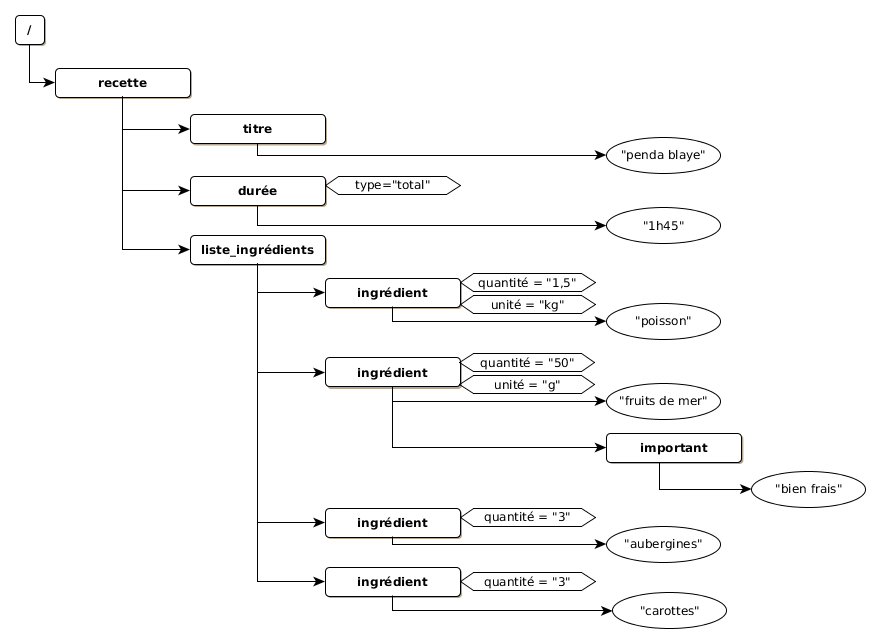 /
recette
titre
"penda blaye"
durée
type="total"
"1h45"
liste_ingrédients
ingrédient
quantité = "1,5"
unité = "kg"
"poisson"
ingrédient
quantité = "50"
unité = "g"
"fruits de mer"
important
"bien frais"
ingrédient
quantité = "3"
"aubergines"
ingrédient
quantité = "3"
"carottes"